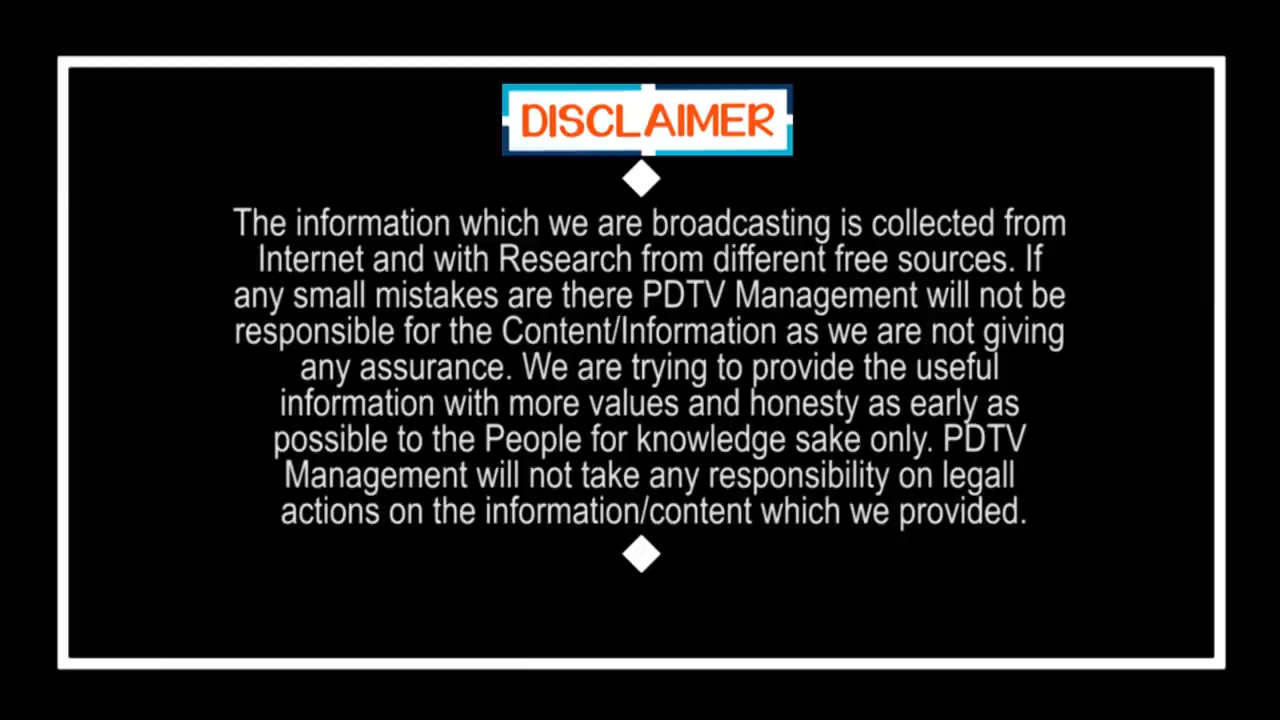 DISCLAIMER
The information which we are broadcasting is collected from
Internet and with Research from different free sources. If
any small mistakes are there PDTV Management will not be
responsible for the Content/Information as we are not giving
any assurance. We are trying to provide the useful
information with more values and honesty as early as
possible to the People for knowledge sake only. PDTV
Management will not take any responsibility on legall
actions on the information/content which we provided.